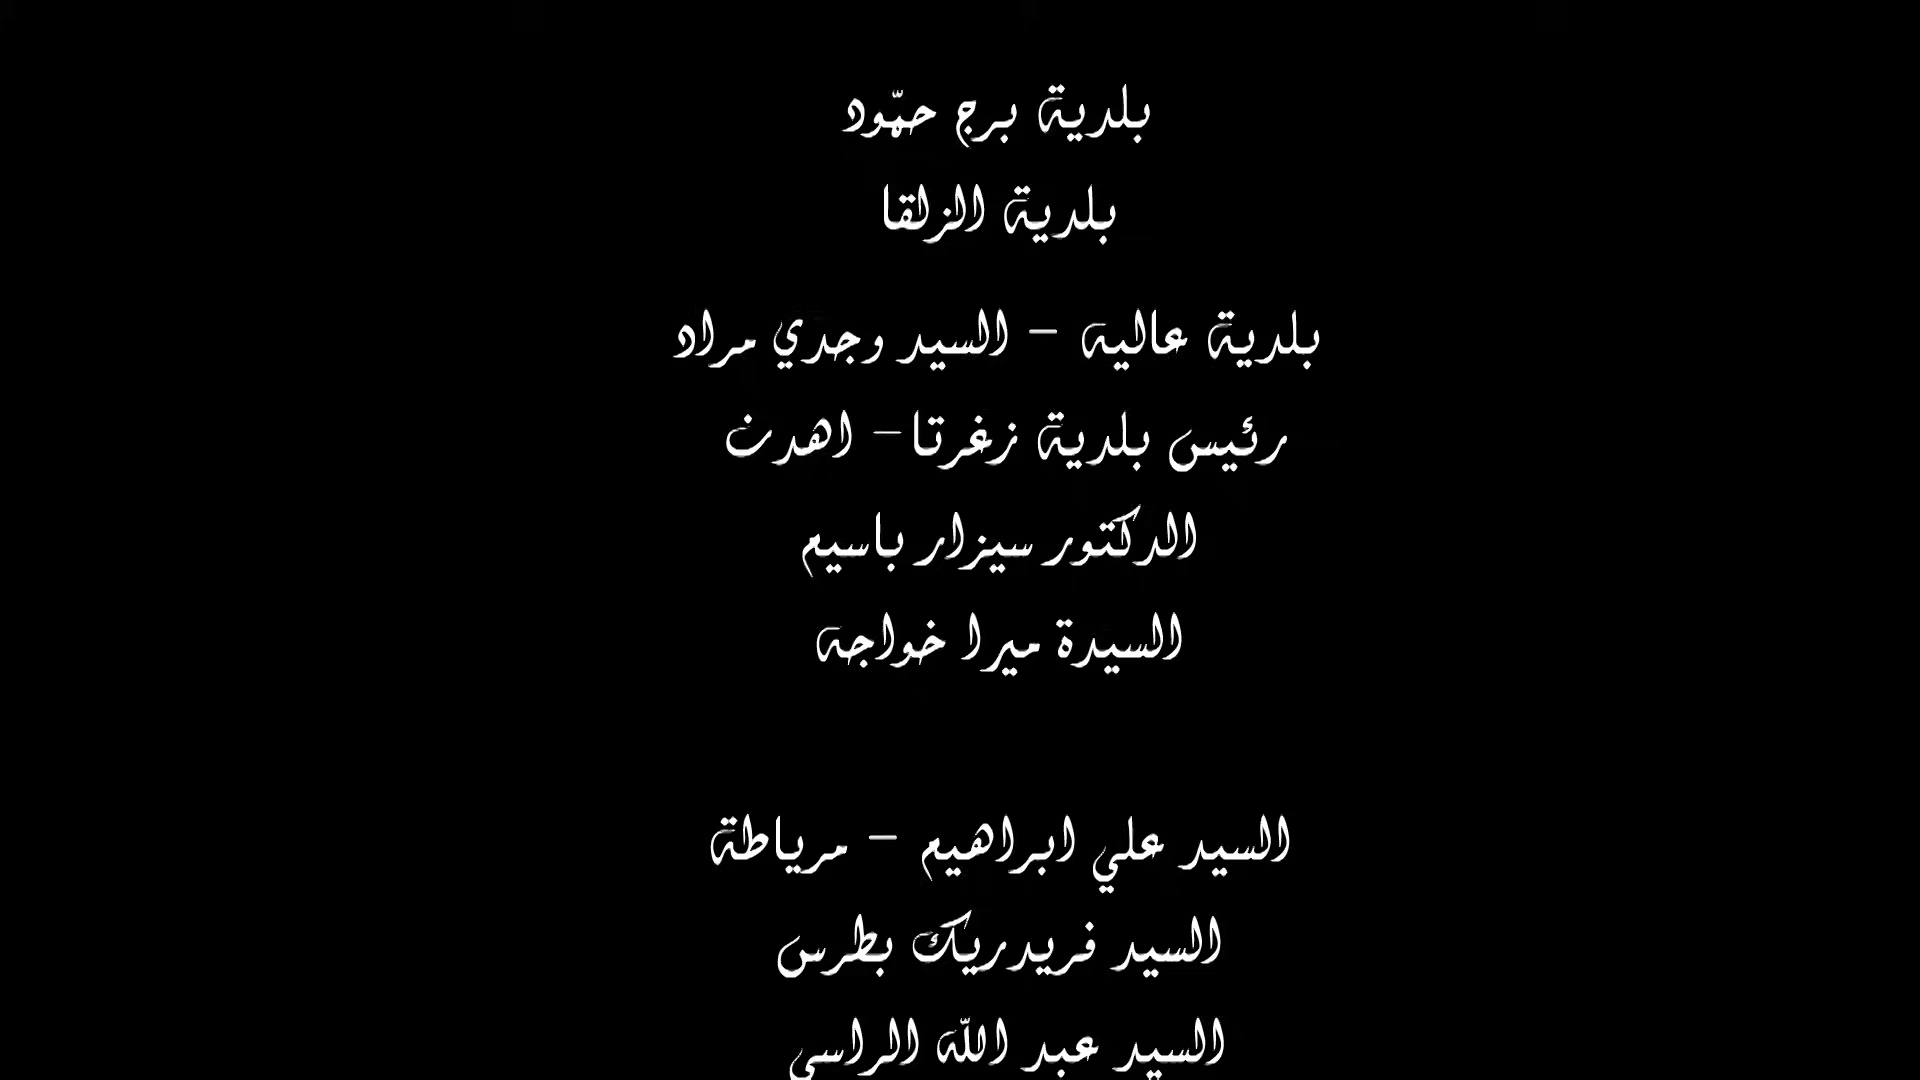 بلدية برج حمّود
بلدية الزلقا
بلدية عاليه – السيد وجدي مراد
رئيس بلدية زغرتا – اهدن
الدكتور سيزار باسيم
السيدة ميرا خواجه
السيد علي ابراهيم – مرياطة
السيد فريدريك بطرس
السيد عبد اللّه الراسي